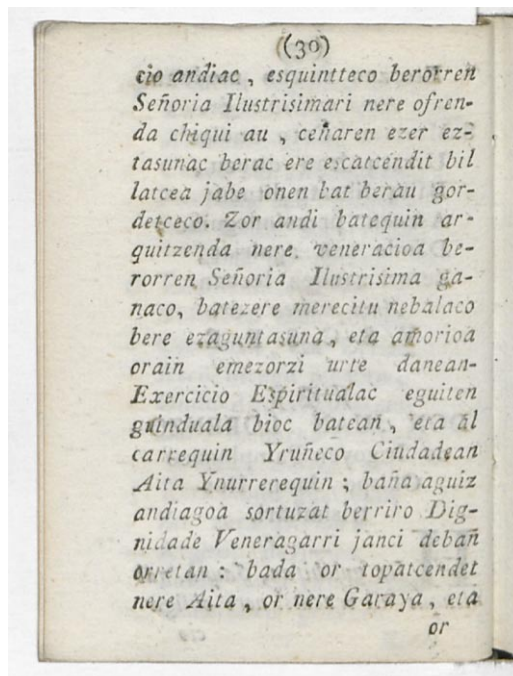 (30)
cio andiac, esquintteco berorren
Señoria Ilustrisimari nere ofren-
da chiqui au, ceñaren ezer ez-
tasunac berac ere escatcendit bil
latcea jabe onen bat berau gor-
detceco. Zor andi batequin ar-
quitzenda nere veneracioa be-
rorren Señoria Ilustrisima ga-
naco, batezere merecitu nebalaco
bere ezaguntasuna, eta amorioa
orain emezorzi urte danean-
Exercicio Espiritualac eguiten
guinduala bioc batean, eta al
carrequin Yruñeco Ciudadean
Aita Ynurrerequin; baña aguiz
andiagoa sortuzat berriro Dig-
nidade Veneragarri janci deban
orretan: bada or topatcendet
nere Aita, or nere Garaya, eta
or